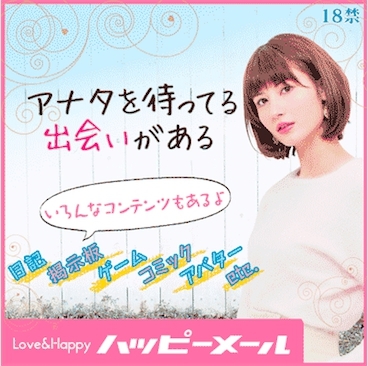 18禁
アナタを待ってる
出会いがある
いろんなコンテンツもあるよ
日記 掲示板 ゲーム コミック アバター etc.
Love&Happy ハッピーメール